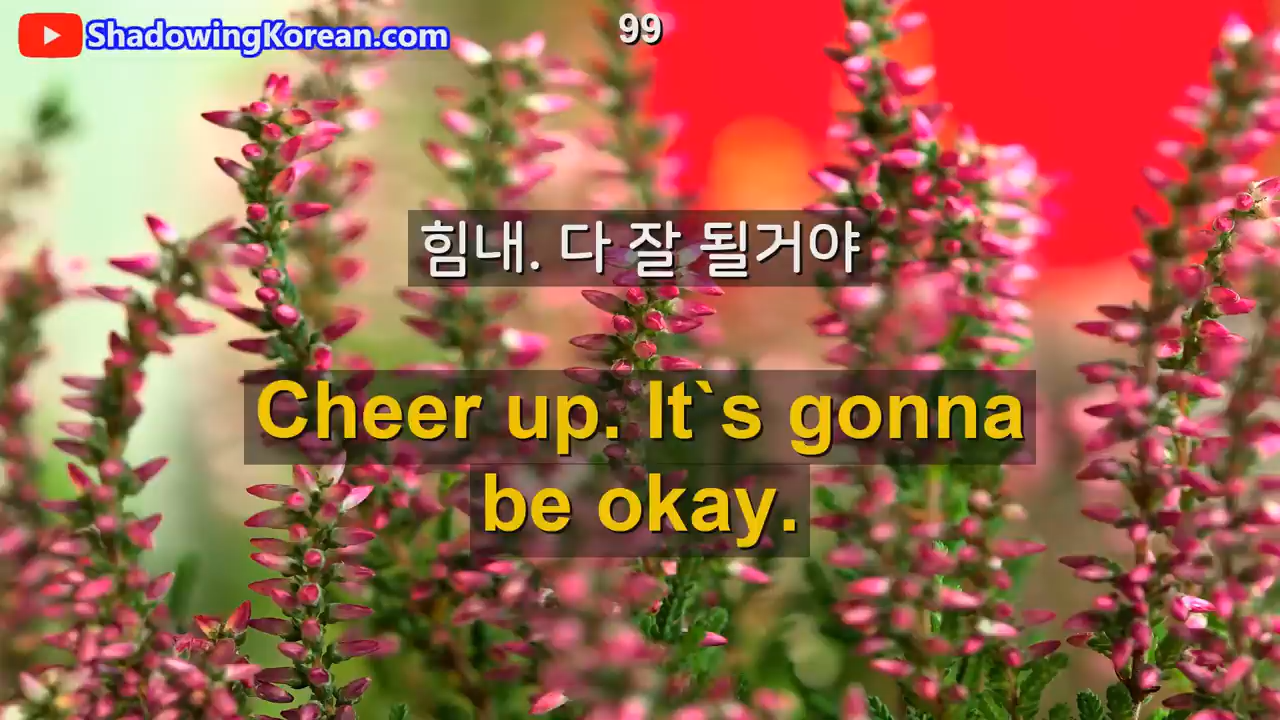 ShadowingKorean.com
99
힘내. 다 잘 될거야
Cheer up. It`s gonna
be okay.